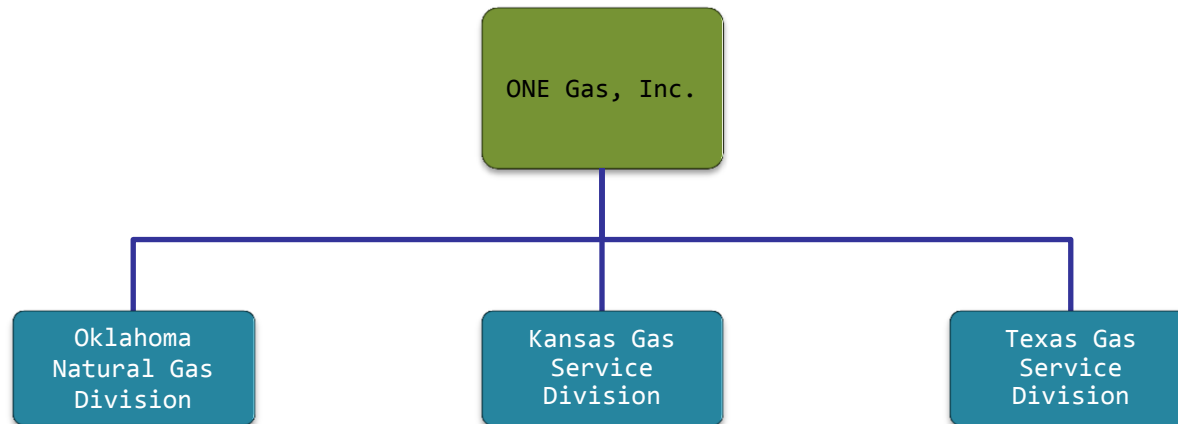 ONE Gas, Inc.
Oklahoma
Natural Gas
Division
Kansas Gas
Service
Division
Texas Gas
Service
Division